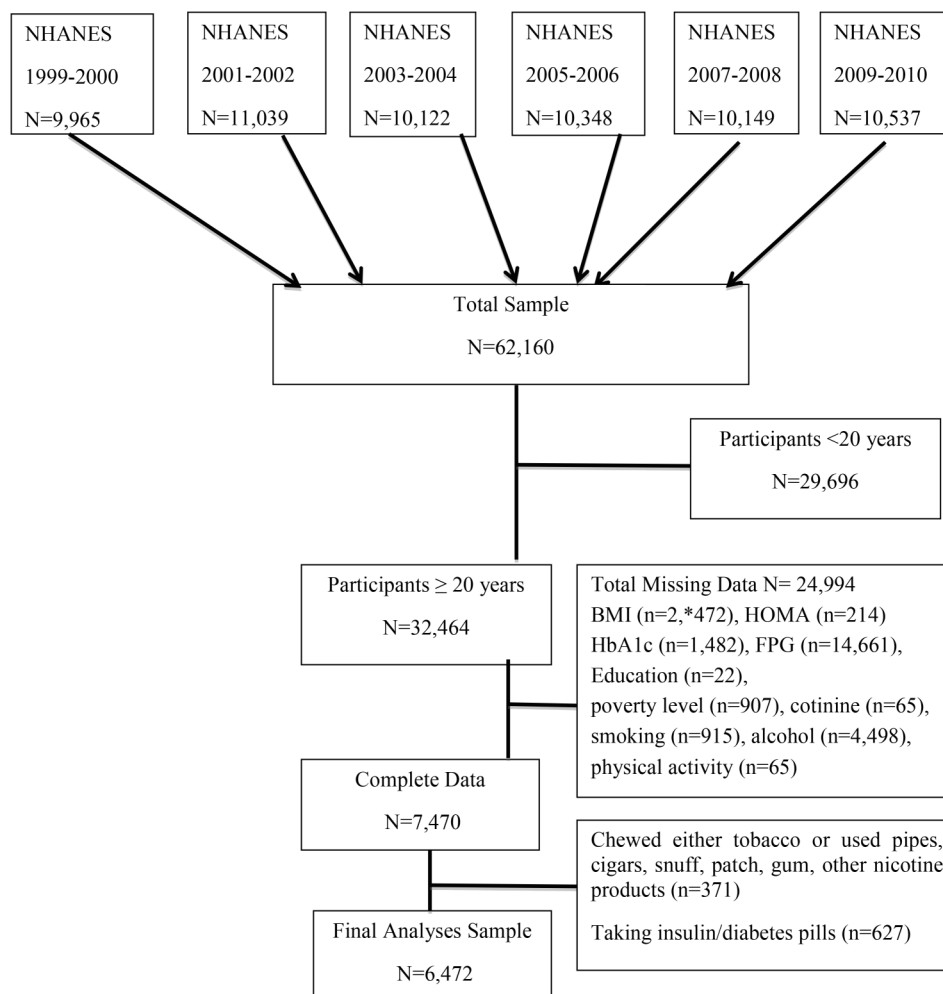 NHANES
1999-2000
N=9,965
NHANES
2001-2002
N=11,039
NHANES
2003-2004
N=10,122
NHANES
2005-2006
N=10,348
NHANES
2007-2008
N=10,149
NHANES
2009-2010
N=10,537
Total Sample
N=62,160
Participants <20 years
N=29,696
Participants ≥ 20 years
N=32,464
Total Missing Data N= 24,994
BMI (n=2,*472), HOMA (n=214)
HbA1c (n=1,482), FPG (n=14,661),
Education (n=22),
poverty level (n=907), cotinine (n=65),
smoking (n=915), alcohol (n=4,498),
physical activity (n=65)
Complete Data
N=7,470
Chewed either tobacco or used pipes,
cigars, snuff, patch, gum, other nicotine
products (n=371)
Taking insulin/diabetes pills (n=627)
Final Analyses Sample
N=6,472